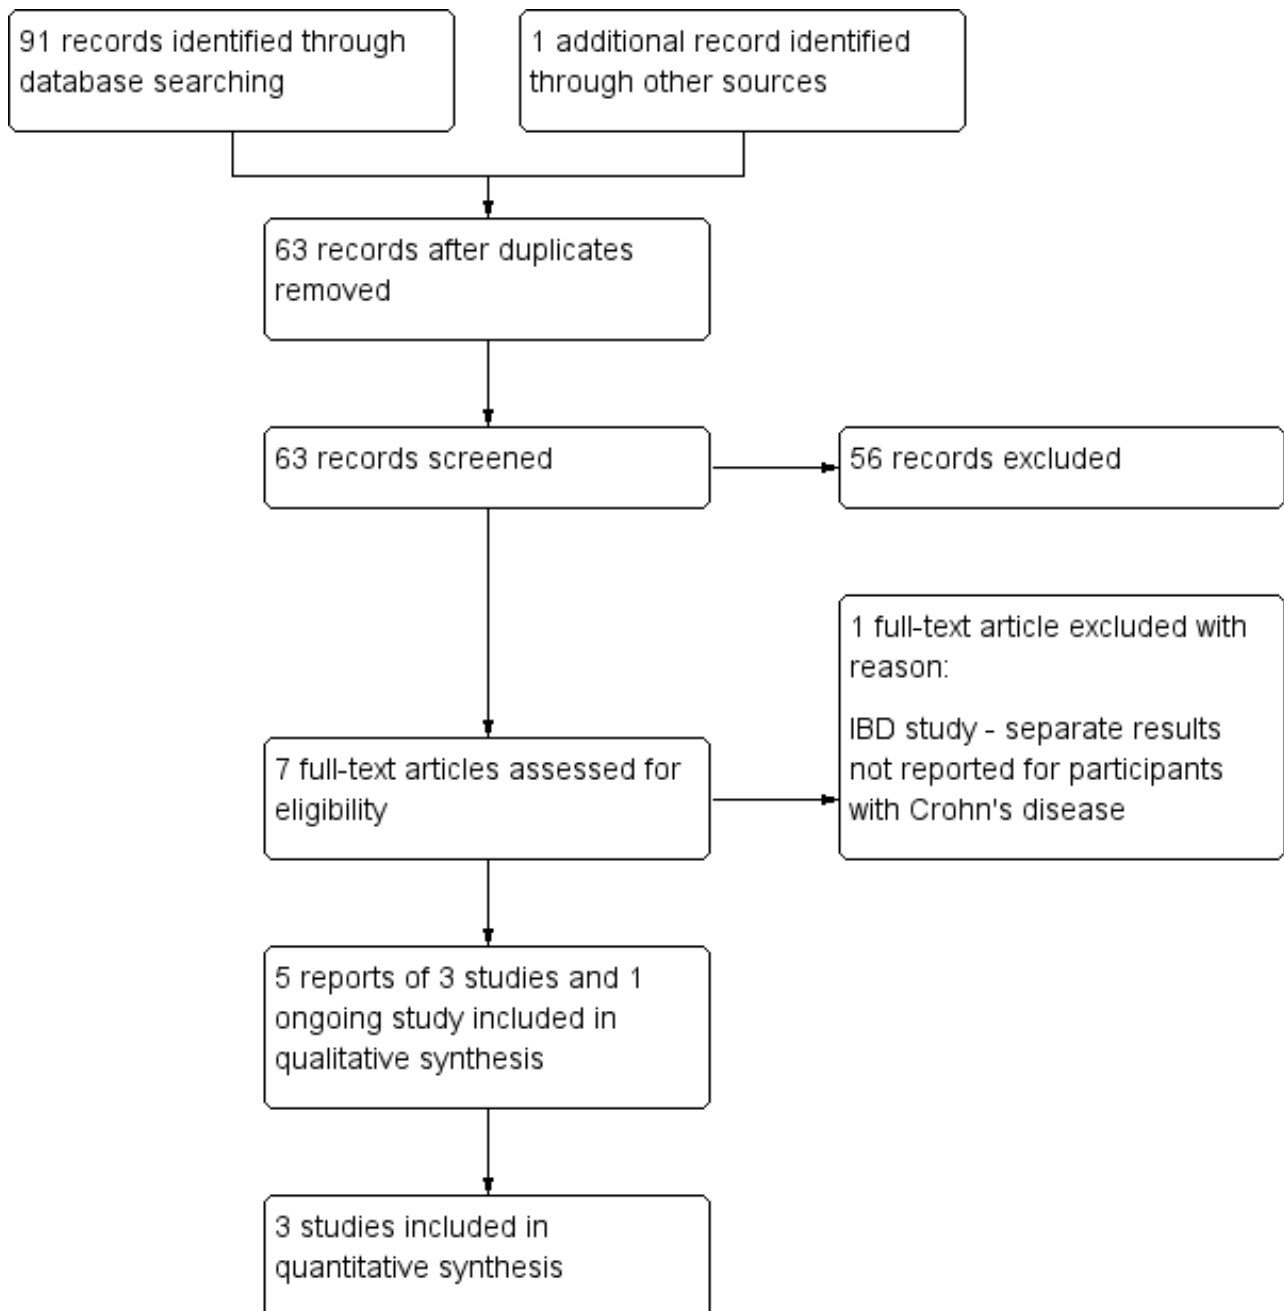 91 records identified through
database searching
1 additional record identified
through other sources
63 records after duplicates
removed
63 records screened
56 records excluded
1 full-text article excluded with
reason:
IBD study - separate results
not reported for participants
with Crohn's disease
7 full-text articles assessed for
eligibility
5 reports of 3 studies and 1
ongoing study included in
qualitative synthesis
3 studies included in
quantitative synthesis